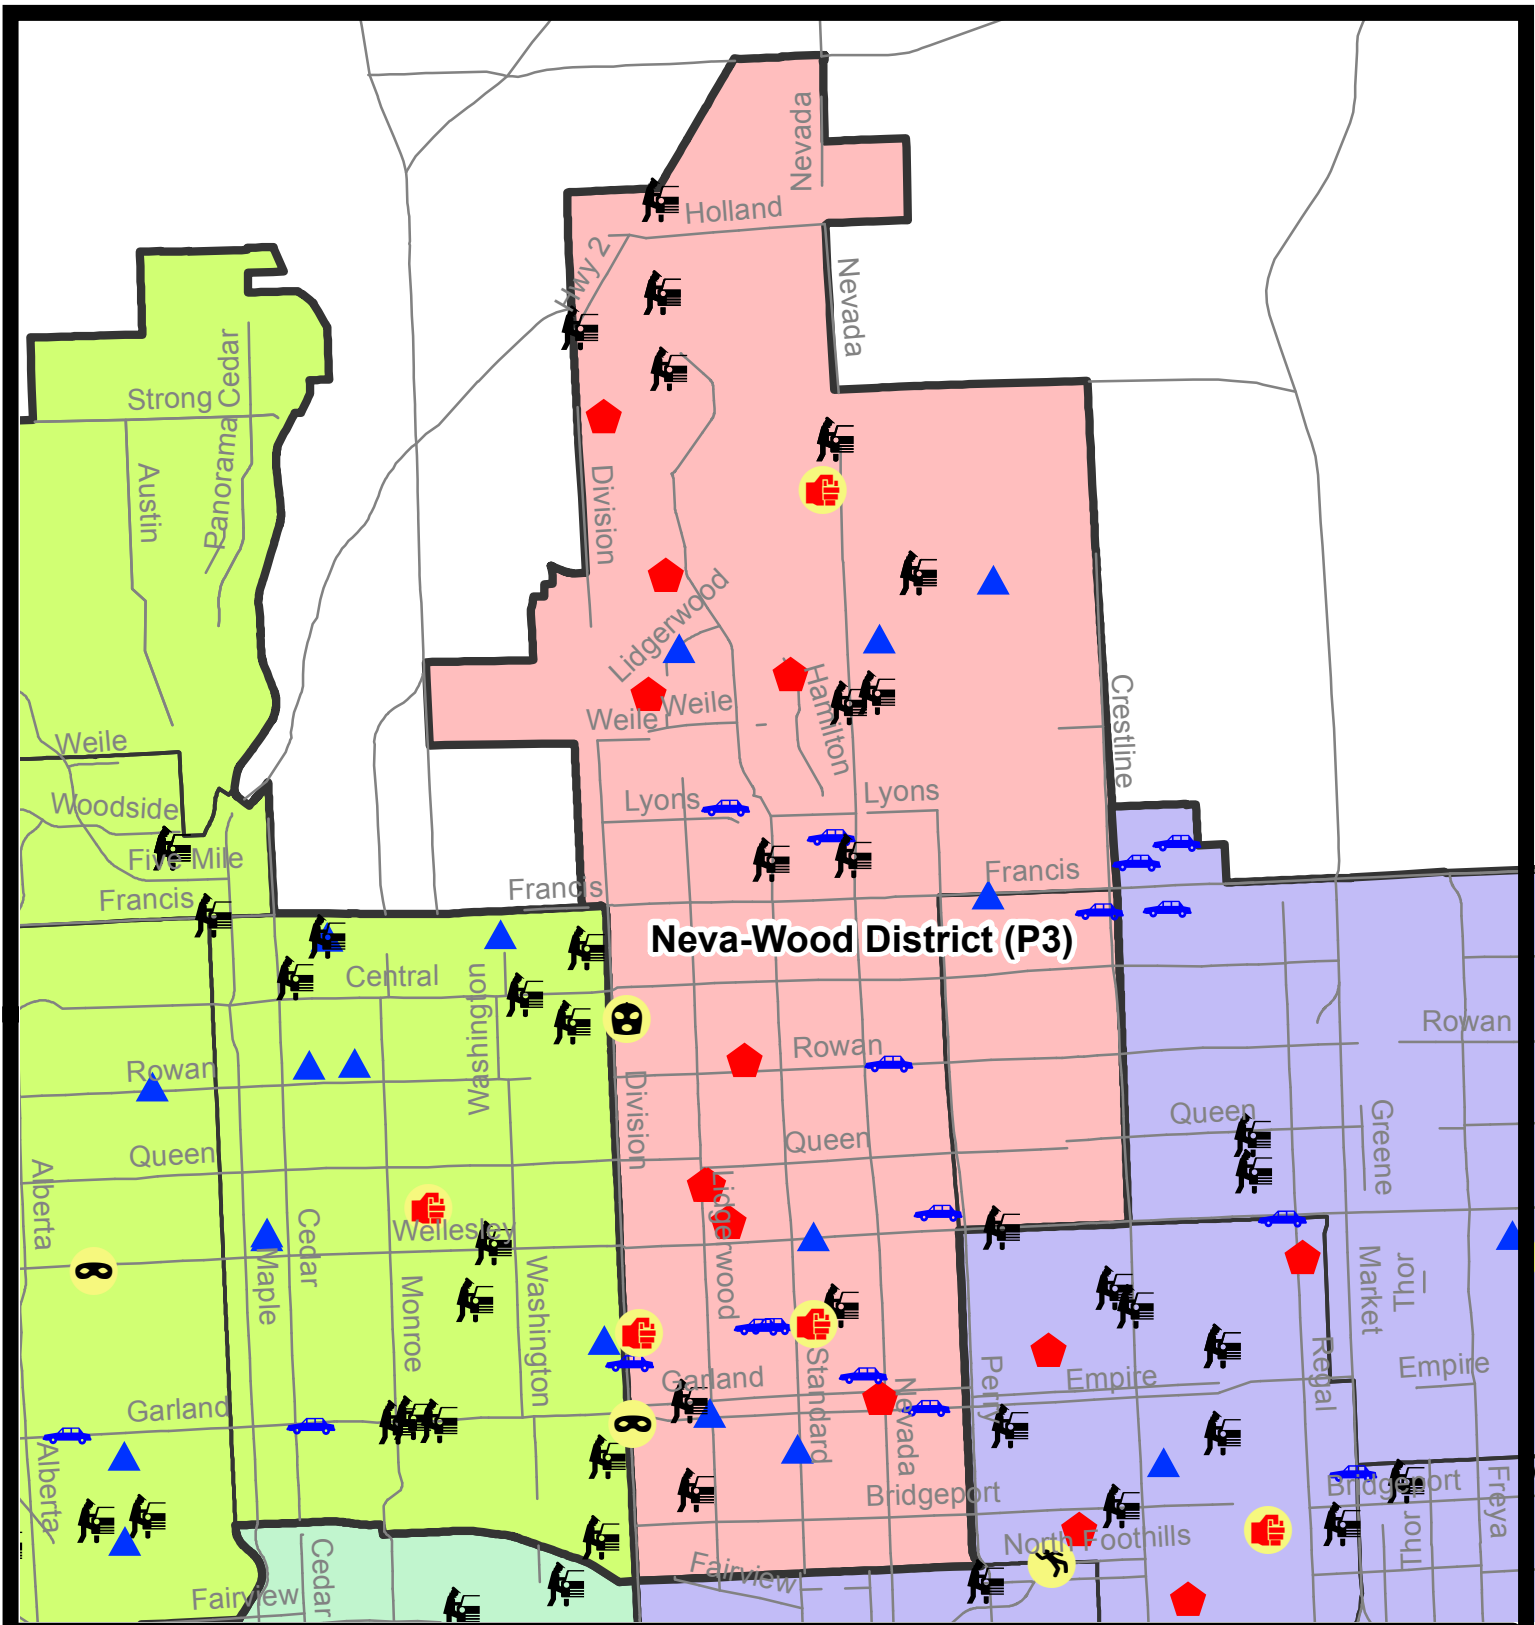 Nevada
Holland
Hwy 2
Nevada
Strong
Panorama Cedar
Austin
Division
Lidgerwood
Hamilton
Crestline
Weile
Weile
Weile
Woodside
Lyons
Lyons
Five Mile
Francis
Francis
Francis
Neva-Wood District (P3)
Central
Washington
Rowan
Rowan
Rowan
Division
Queen
Queen
Queen
Greene
Alberta
Cedar
Maple
Wellesley
Lidgerwood
Monroe
Washington
Market
Thor
Standard
Garland
Garland
Nevada
Perry
Empire
Regal
Empire
Alberta
Bridgeport
Bridgeport
Freya
Thor
North Foothills
Fairview
Fairview
Cedar